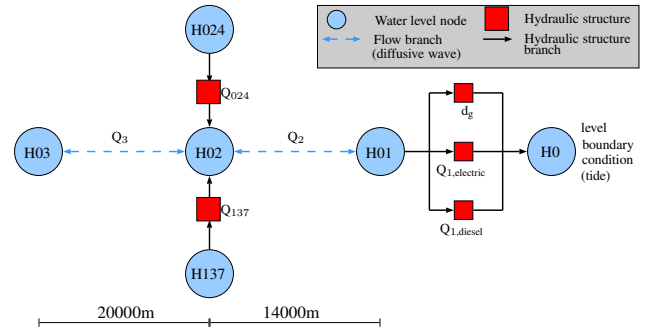 H024
Water level node
Hydraulic structure
Flow branch
(diffusive wave)
Hydraulic structure
branch
Q024
dg
H03
Q3
H02
Q2
H01
Q1,electric
H0
level
boundary
condition
(tide)
Q137
Q1,diesel
H137
20000m
14000m